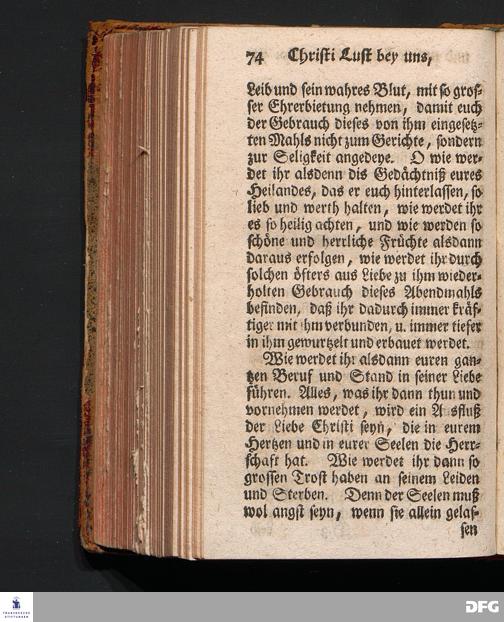 74 Christi Lust bey uns,
Leib und sein wahres Blut, mit so gros-
ser Ehrerbietung nehmen, damit euch
der Gebrauch dieses von ihm eingesetz-
ten Mahls nicht zum Gerichte, sondern
zur Seligkeit angedeye. O wie wer-
det ihr alsdenn dis Gedächtniß eures
Heilandes, das er euch hinterlassen, so
lieb und werth halten, wie werdet ihr
es so heilig achten, und wie werden so
schöne und herrliche Früchte alsdann
daraus erfolgen, wie werdet ihr durch
solchen öfters aus Liebe zu ihm wieder-
holten Gebrauch dieses Abendmahls
befinden, daß ihr dadurch immer kräf-
tiger mit ihm verbunden, u. immer tiefer
in ihm gewurtzelt und erbauet werdet.
Wie werdet ihr alsdann euren gan-
tzen Beruf und Stand in seiner Liebe
führen. Alles, was ihr dann thun und
vornehmen werdet, wird ein Ausfluß
der Liebe Christi seyn, die in eurem
Hertzen und in eurer Seelen die Herr-
schaft hat. Wie werdet ihr dann so
grossen Trost haben an seinem Leiden
und Sterben. Denn der Seelen muß
wol angst seyn, wenn sie allein gelas-
sen
FRANCKESCHE
STIFTUNGEN
DFG